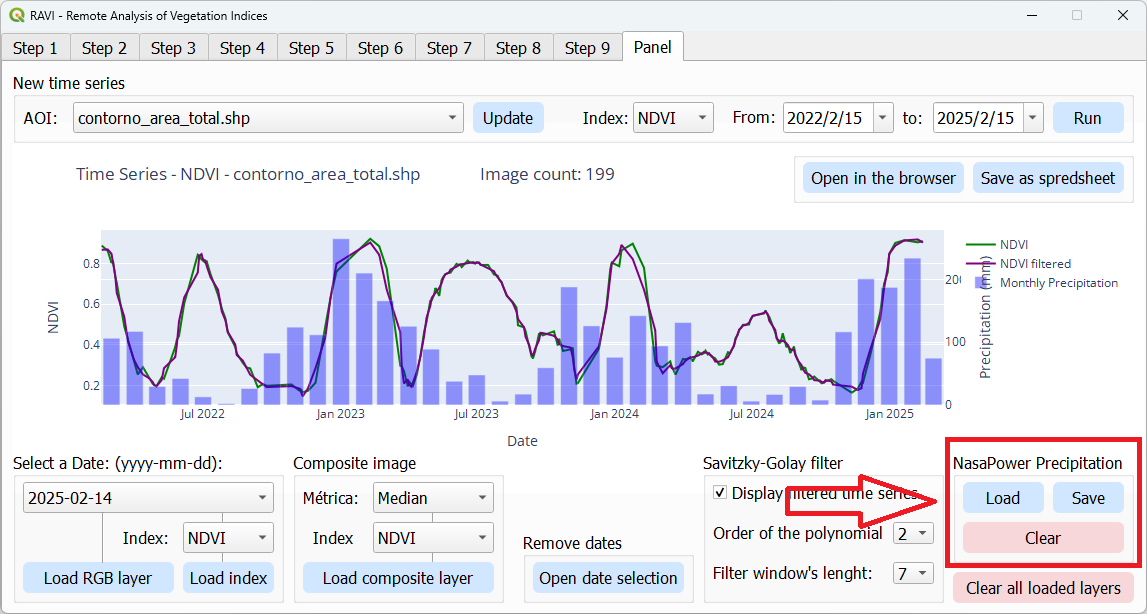 RAVI - Remote Analysis of Vegetation Indices
Step 1 Step 2 Step 3 Step 4 Step 5 Step 6 Step 7 Step 8 Step 9 Panel
New time series
AOI: contorno_area_total.shp Update Index: NDVI From: 2022/2/15 to: 2025/2/15 Run
Time Series - NDVI - contorno_area_total.shp Image count: 199
Open in the browser Save as spredsheet
NDVI
NDVI filtered
Monthly Precipitation
0.8
0.6
0.4
0.2
NDVI
20
100
0
Precipitation (mm)
Jul 2022 Jan 2023 Jul 2023 Jan 2024 Jul 2024 Jan 2025
Date
Select a Date: (yyyy-mm-dd):
2025-02-14
Index: NDVI
Load RGB layer Load index
Composite image
Métrica: Median
Index NDVI
Load composite layer
Remove dates
Open date selection
Savitzky-Golay filter
Display filtered time series
Order of the polynomial 2
Filter window's lenght: 7
NasaPower Precipitation
Load Save
Clear
Clear all loaded layers